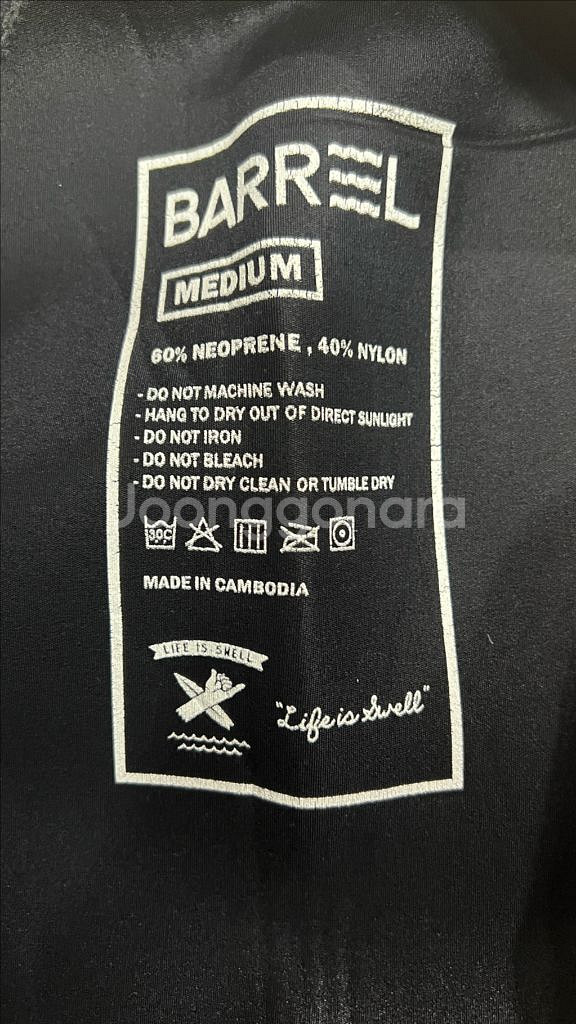 BARREL
MEDIUM
60% NEOPRENE , 40% NYLON
- DO NOT MACHINE WASH
- HANG TO DRY OUT OF DIRECT SUNLIGHT
- DO NOT IRON
- DO NOT BLEACH
- DO NOT DRY CLEAN OR TUMBLE DRY
Joonggonara
30C
MADE IN CAMBODIA
LIFE IS SWELL
"Life is Swell"